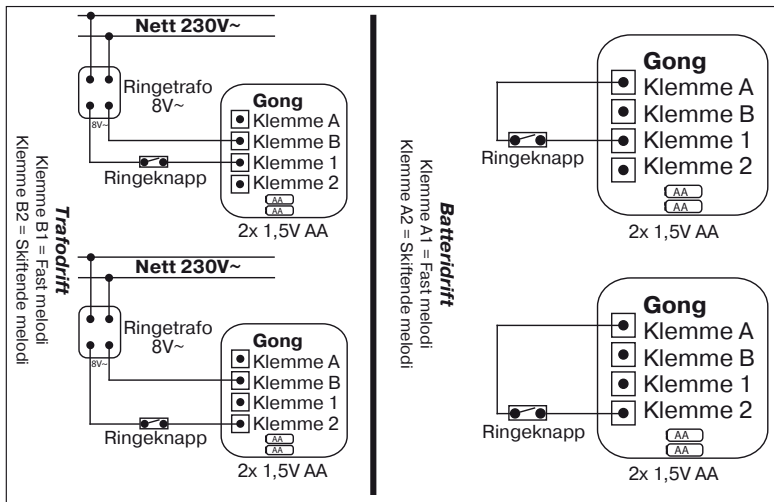 Trafodrift
Klemme B1 = Fast melodi
Klemme B2 = Skiftende melodi
Nett 230V~
Ringetrafo
8V~
8V~
Ringeknapp
Gong
Klemme A
Klemme B
Klemme 1
Klemme 2
AA
AA
2x 1,5V AA
Nett 230V~
Ringetrafo
8V~
8V~
Ringeknapp
Gong
Klemme A
Klemme B
Klemme 1
Klemme 2
AA
AA
2x 1,5V AA
Batteridrift
Klemme A1 = Fast melodi
Klemme A2 = Skiftende melodi
Ringeknapp
Gong
Klemme A
Klemme B
Klemme 1
Klemme 2
AA
AA
2x 1,5V AA
Ringeknapp
Gong
Klemme A
Klemme B
Klemme 1
Klemme 2
AA
AA
2x 1,5V AA